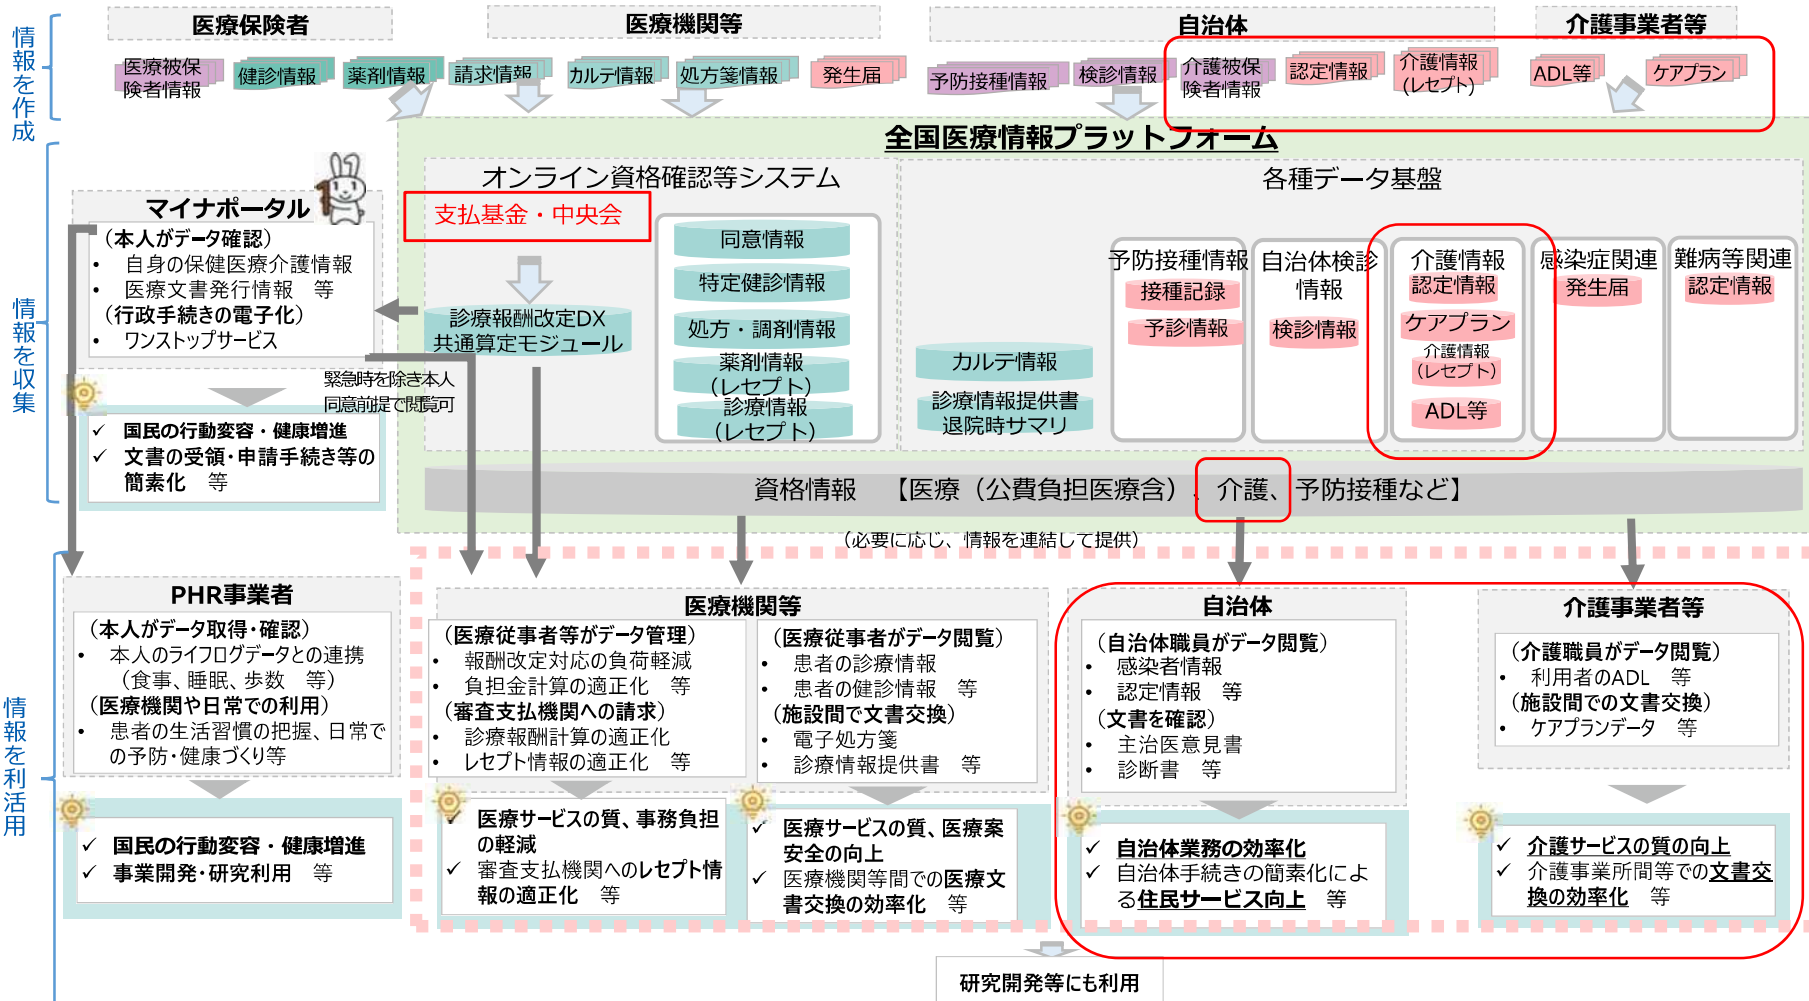 情報を作成
医療保険者
医療機関等
自治体
介護事業者等
医療被保
険者情報
健診情報
薬剤情報
請求情報
カルテ情報
処方箋情報
発生届
予防接種情報
検診情報
介護被保
険者情報
認定情報
介護情報
(レセプト)
ADL等
ケアプラン
情報を収集
全国医療情報プラットフォーム
マイナポータル
(本人がデータ確認)
• 自身の保健医療介護情報
• 医療文書発行情報 等
(行政手続きの電子化)
• ワンストップサービス
✓ 国民の行動変容・健康増進
✓ 文書の受領・申請手続き等の
簡素化 等
緊急時を除き本人
同意前提で閲覧可
オンライン資格確認等システム
支払基金・中央会
診療報酬改定DX
共通算定モジュール
同意情報
特定健診情報
処方・調剤情報
薬剤情報
(レセプト)
診療情報
(レセプト)
各種データ基盤
カルテ情報
診療情報提供書
退院時サマリ
予防接種情報
接種記録
予診情報
自治体検診
情報
検診情報
介護情報
認定情報
ケアプラン
介護情報
(レセプト)
ADL等
感染症関連
発生届
難病等関連
認定情報
資格情報 【医療(公費負担医療含)、介護、予防接種など】
(必要に応じ、情報を連結して提供)
情報を利活用
PHR事業者
(本人がデータ取得・確認)
• 本人のライフログデータとの連携
(食事、睡眠、歩数 等)
(医療機関や日常での利用)
• 患者の生活習慣の把握、日常で
の予防・健康づくり等
✓ 国民の行動変容・健康増進
✓ 事業開発・研究利用 等
医療機関等
(医療従事者等がデータ管理)
• 報酬改定対応の負荷軽減
• 負担金計算の適正化 等
(審査支払機関への請求)
• 診療報酬計算の適正化
• レセプト情報の適正化 等
✓ 医療サービスの質、事務負担
の軽減
✓ 審査支払機関へのレセプト情
報の適正化 等
(医療従事者がデータ閲覧)
• 患者の診療情報
• 患者の健診情報 等
(施設間で文書交換)
• 電子処方箋
• 診療情報提供書 等
✓ 医療サービスの質、医療案
安全の向上
✓ 医療機関等間での医療文
書交換の効率化 等
自治体
(自治体職員がデータ閲覧)
• 感染者情報
• 認定情報 等
(文書を確認)
• 主治医意見書
• 診断書 等
✓ 自治体業務の効率化
✓ 自治体手続きの簡素化によ
る住民サービス向上 等
介護事業者等
(介護職員がデータ閲覧)
• 利用者のADL 等
(施設間での文書交換)
• ケアプランデータ 等
✓ 介護サービスの質の向上
✓ 介護事業所間等での文書交
換の効率化 等
研究開発等にも利用